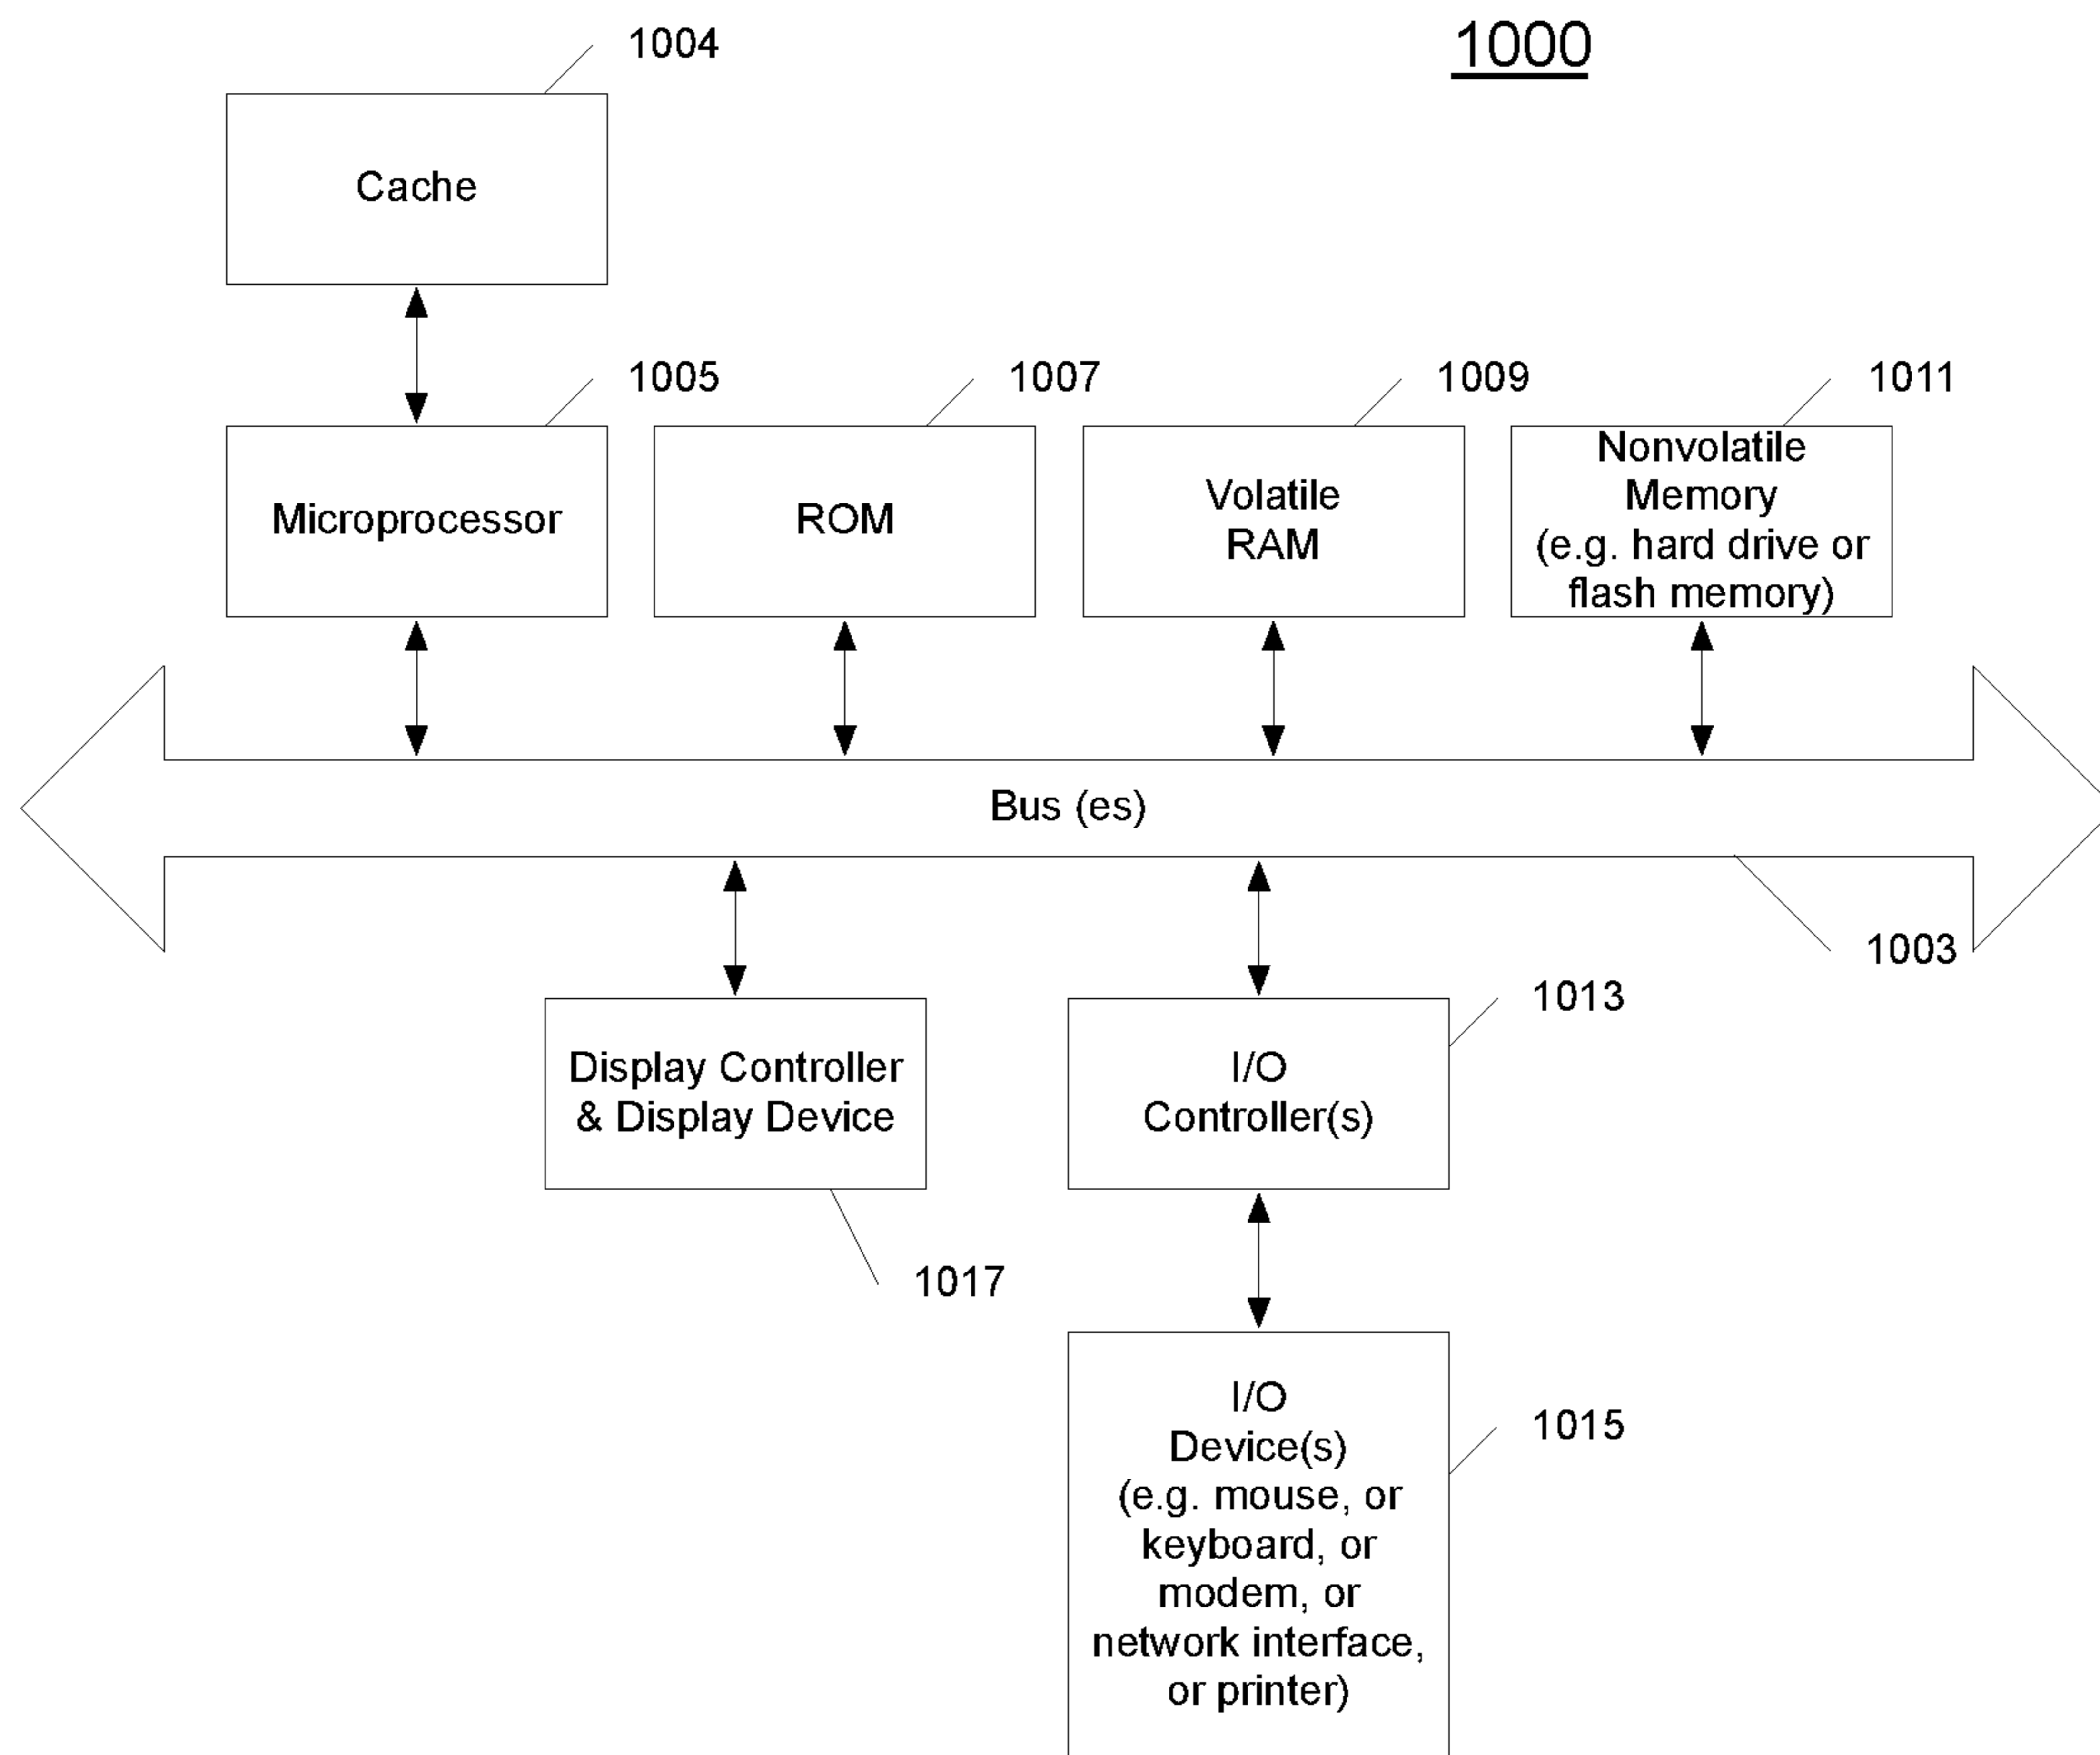 1000
1004
Cache
1005
1007
1009
1011
Microprocessor
ROM
Volatile
RAM
Nonvolatile
Memory
(e.g. hard drive or
flash memory)
Bus (es)
1003
Display Controller
& Display Device
1017
I/O
Controller(s)
1013
I/O
Device(s)
(e.g. mouse, or
keyboard, or
modem, or
network interface,
or printer)
1015